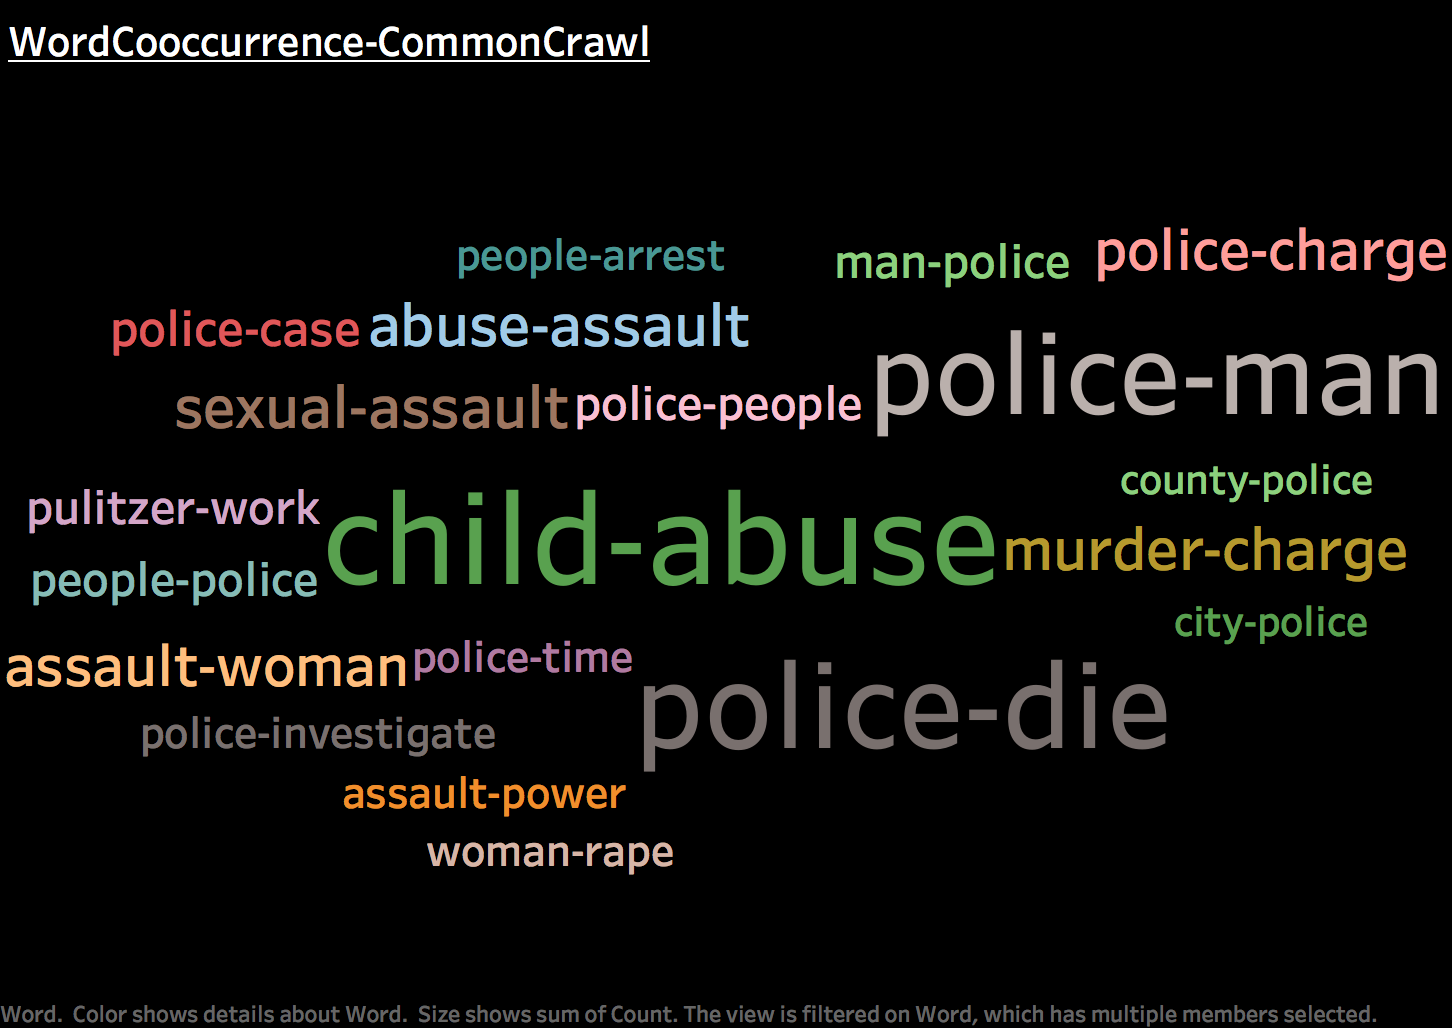 WordCooccurrence-CommonCrawl
people-arrest
man-police
police-charge
police-case
abuse-assault
police-man
sexual-assault
police-people
county-police
pulitzer-work
child-abuse
murder-charge
people-police
city-police
assault-woman
police-time
police-die
police-investigate
assault-power
woman-rape
Word. Color shows details about Word. Size shows sum of Count. The view is filtered on Word, which has multiple members selected.